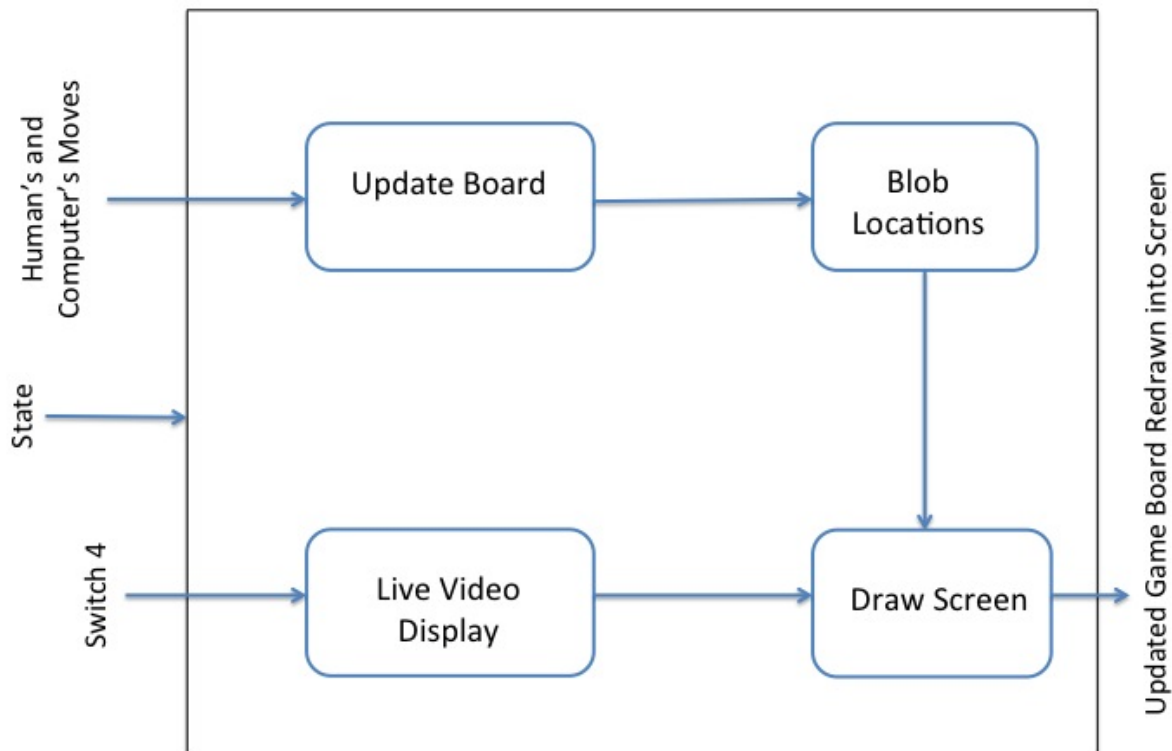 Human's and
Computer's Moves
Update Board
Blob
Locations
State
Switch 4
Live Video
Display
Draw Screen
Updated Game Board Redrawn into Screen